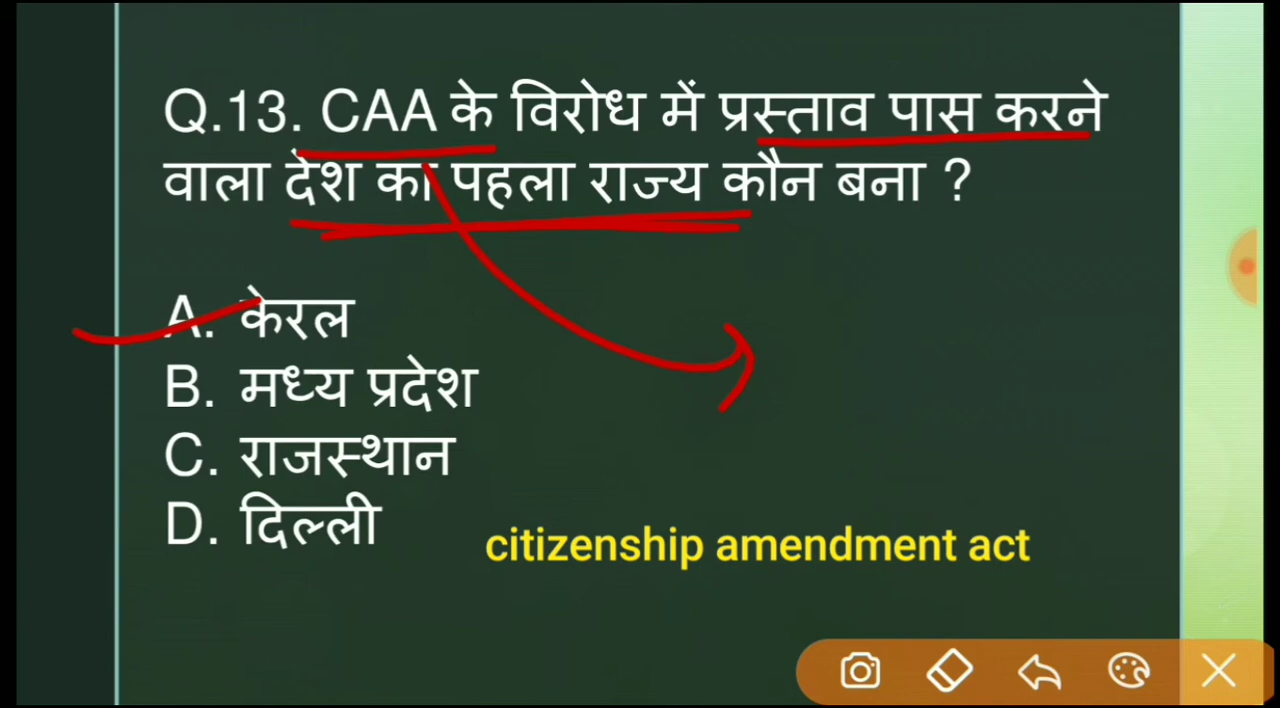 Q.13. CAA के विरोध में प्रस्ताव पास करने
वाला देश का पहला राज्य कौन बना ?
A. केरल
B. मध्य प्रदेश
C. राजस्थान
D. दिल्ली
citizenship amendment act